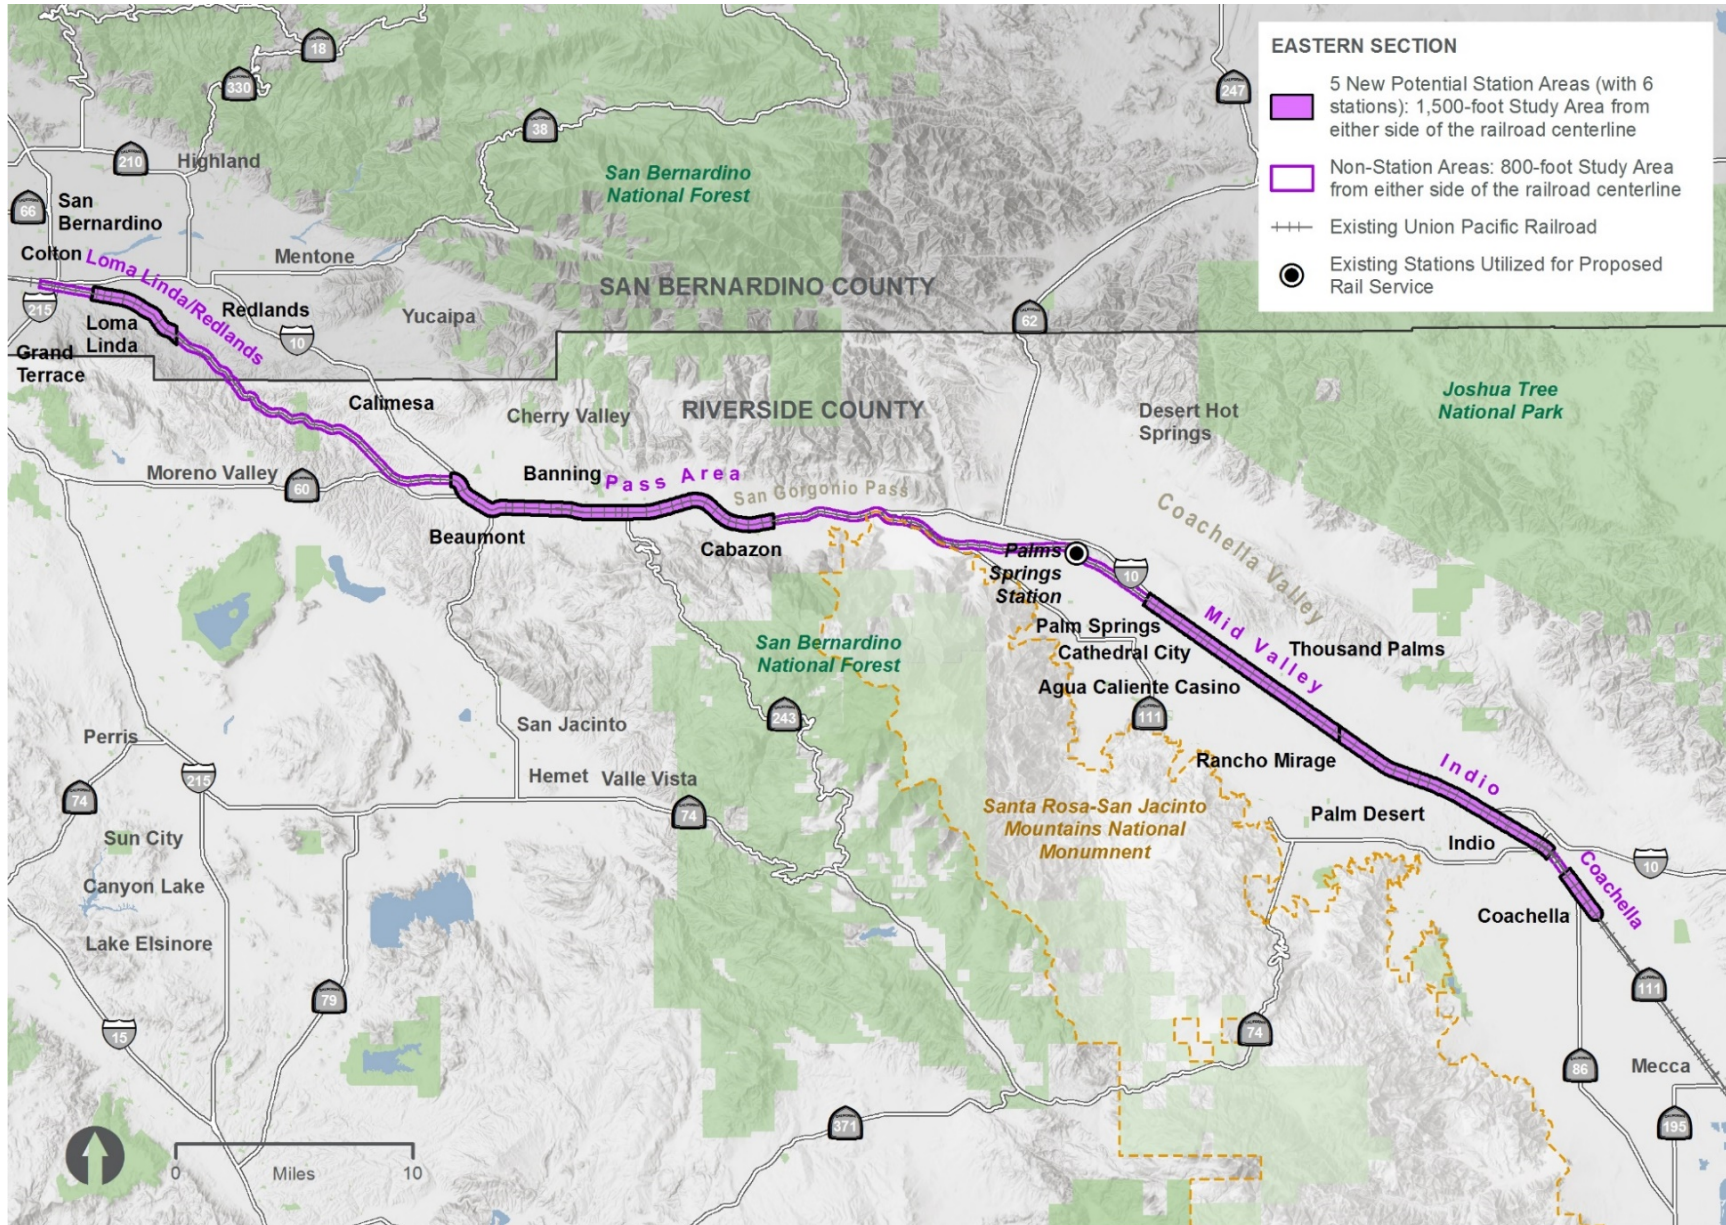 EASTERN SECTION
5 New Potential Station Areas (with 6
stations): 1,500-foot Study Area from
either side of the railroad centerline
Non-Station Areas: 800-foot Study Area
from either side of the railroad centerline
Existing Union Pacific Railroad
Existing Stations Utilized for Proposed
Rail Service
18
330
247
38
210
Highland
San Bernardino
National Forest
66
San
Bernardino
Colton
Loma Linda/Redlands
Mentone
SAN BERNARDINO COUNTY
215
Redlands
Yucaipa
62
Loma
Linda
10
Grand
Terrace
Calimesa
Cherry Valley
RIVERSIDE COUNTY
Desert Hot
Springs
Joshua Tree
National Park
Moreno Valley
60
Banning
Pass Area
San Gorgonio Pass
Coachella Valley
Beaumont
Cabazon
Palms
Springs
Station
10
Mid Valley
Palm Springs
Cathedral City
Thousand Palms
San Bernardino
National Forest
Agua Caliente Casino
243
111
San Jacinto
Perris
Rancho Mirage
Indio
215
Hemet
Valle Vista
74
74
Santa Rosa-San Jacinto
Mountains National
Monumnent
Palm Desert
Sun City
Indio
10
Coachella
Canyon Lake
Coachella
Lake Elsinore
111
79
15
74
86
Mecca
371
195
0
10
Miles